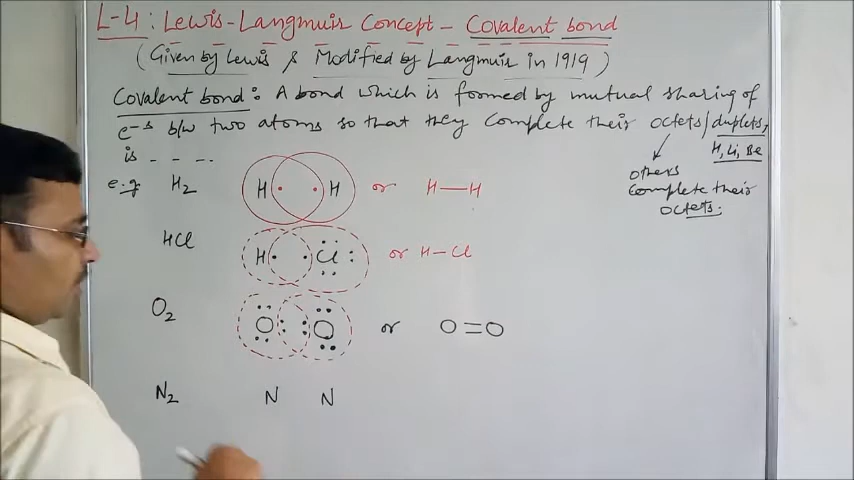 L-4 : Lewis-Langmuir Concept - Covalent bond
(Given by Lewis & Modified by Langmuir in 1919)
Covalent bond : A bond which is formed by mutual sharing of
e-s b/w two atoms so that they complete their octets/duplets,
is - - - .
H, Li, Be
others
complete their
octets.
e.g H2 H H or H—H
HCl H Cl or H-Cl
O2 O O or O=O
N2 N N